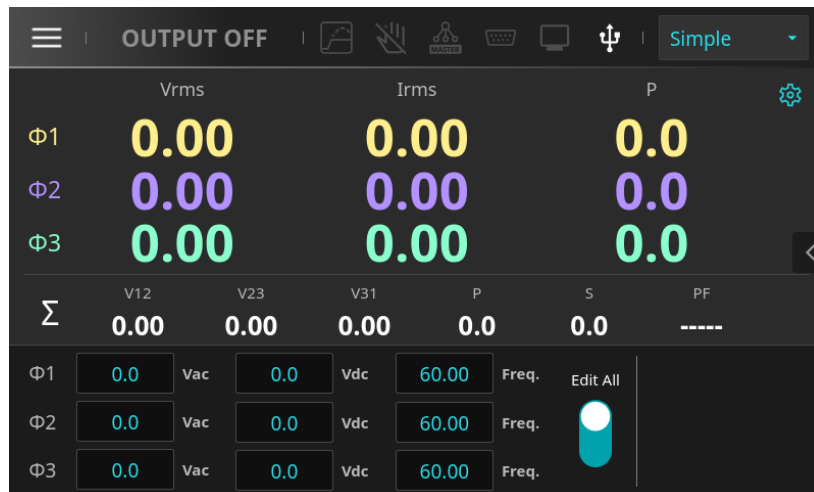 OUTPUT OFF MASTER Simple
Vrms Irms P
Φ1 0.00 0.00 0.0
Φ2 0.00 0.00 0.0
Φ3 0.00 0.00 0.0
V12 V23 V31 P S PF
Σ 0.00 0.00 0.00 0.0 0.0 -----
Φ1 0.0 Vac 0.0 Vdc 60.00 Freq. Edit All
Φ2 0.0 Vac 0.0 Vdc 60.00 Freq.
Φ3 0.0 Vac 0.0 Vdc 60.00 Freq.